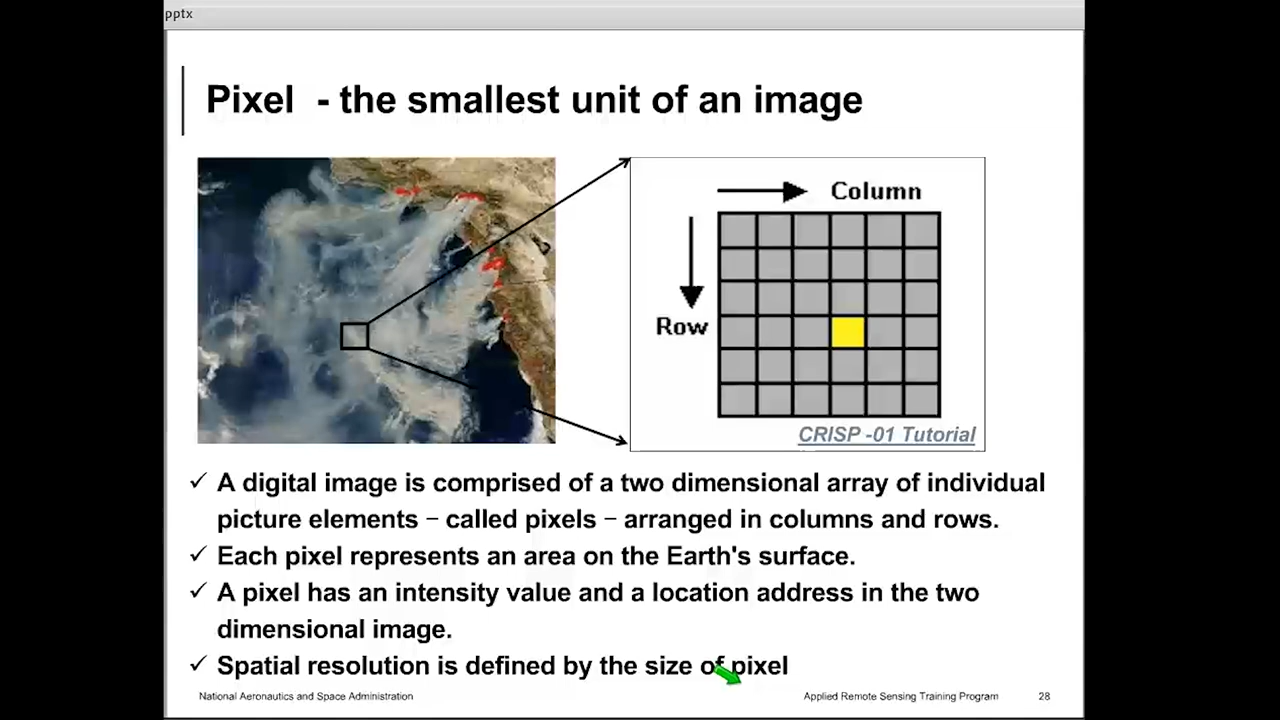 pptx
Pixel - the smallest unit of an image
Column
Row
CRISP -01 Tutorial
✓ A digital image is comprised of a two dimensional array of individual
picture elements – called pixels – arranged in columns and rows.
✓ Each pixel represents an area on the Earth's surface.
✓ A pixel has an intensity value and a location address in the two
dimensional image.
✓ Spatial resolution is defined by the size of pixel
National Aeronautics and Space Administration
Applied Remote Sensing Training Program 28